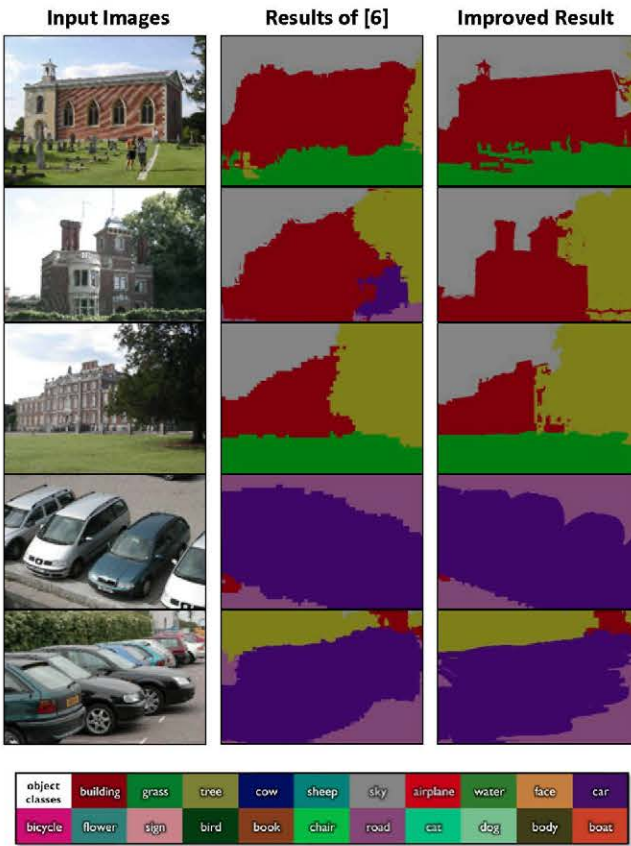 Input Images Results of [6] Improved Result
object classes building grass tree cow sheep sky airplane water face car
bicycle flower sign bird book chair road cat dog body boat